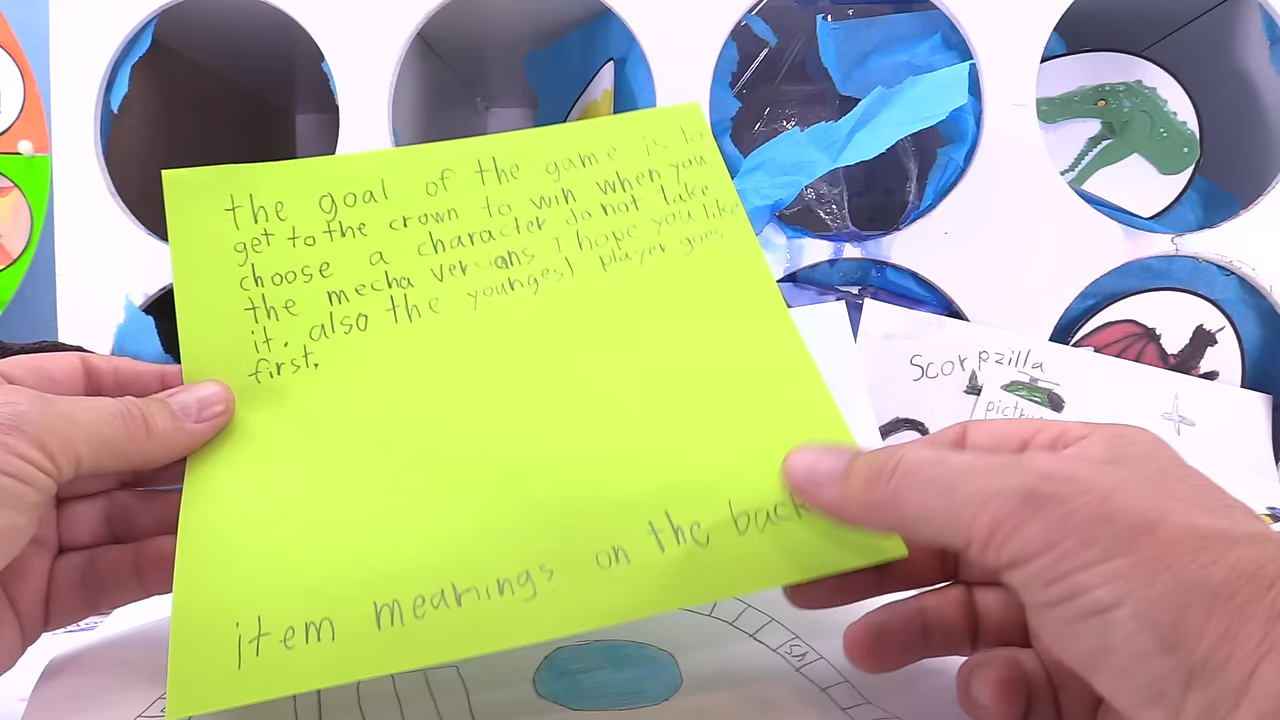 the goal of the game is to
get to the crown to win when you
choose a character do not take
the mecha versions I hope you like
it. also the youngest player goes
first.
item meanings on the back
Scorpzilla
VS